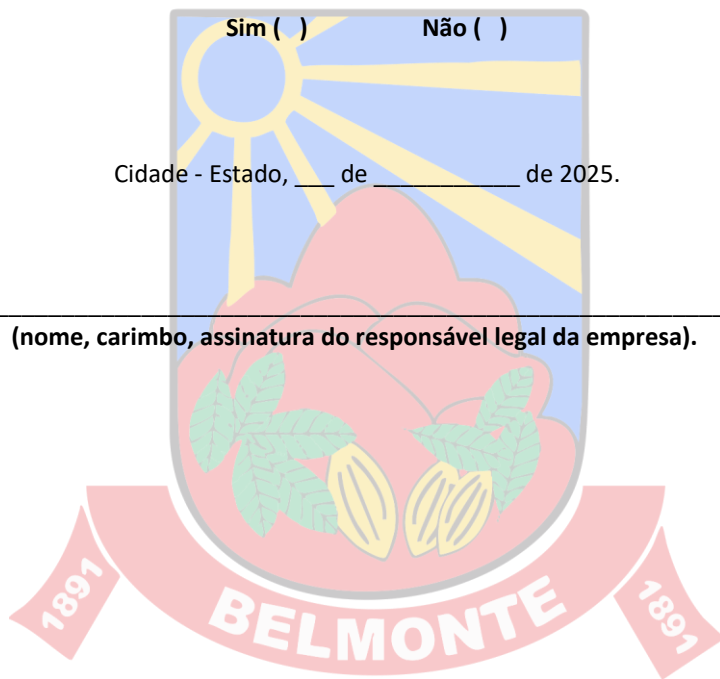 Sim (   )   Não (   )
Cidade - Estado, ___ de ___________ de 2025.
(nome, carimbo, assinatura do responsável legal da empresa).
1891 BELMONTE 1891